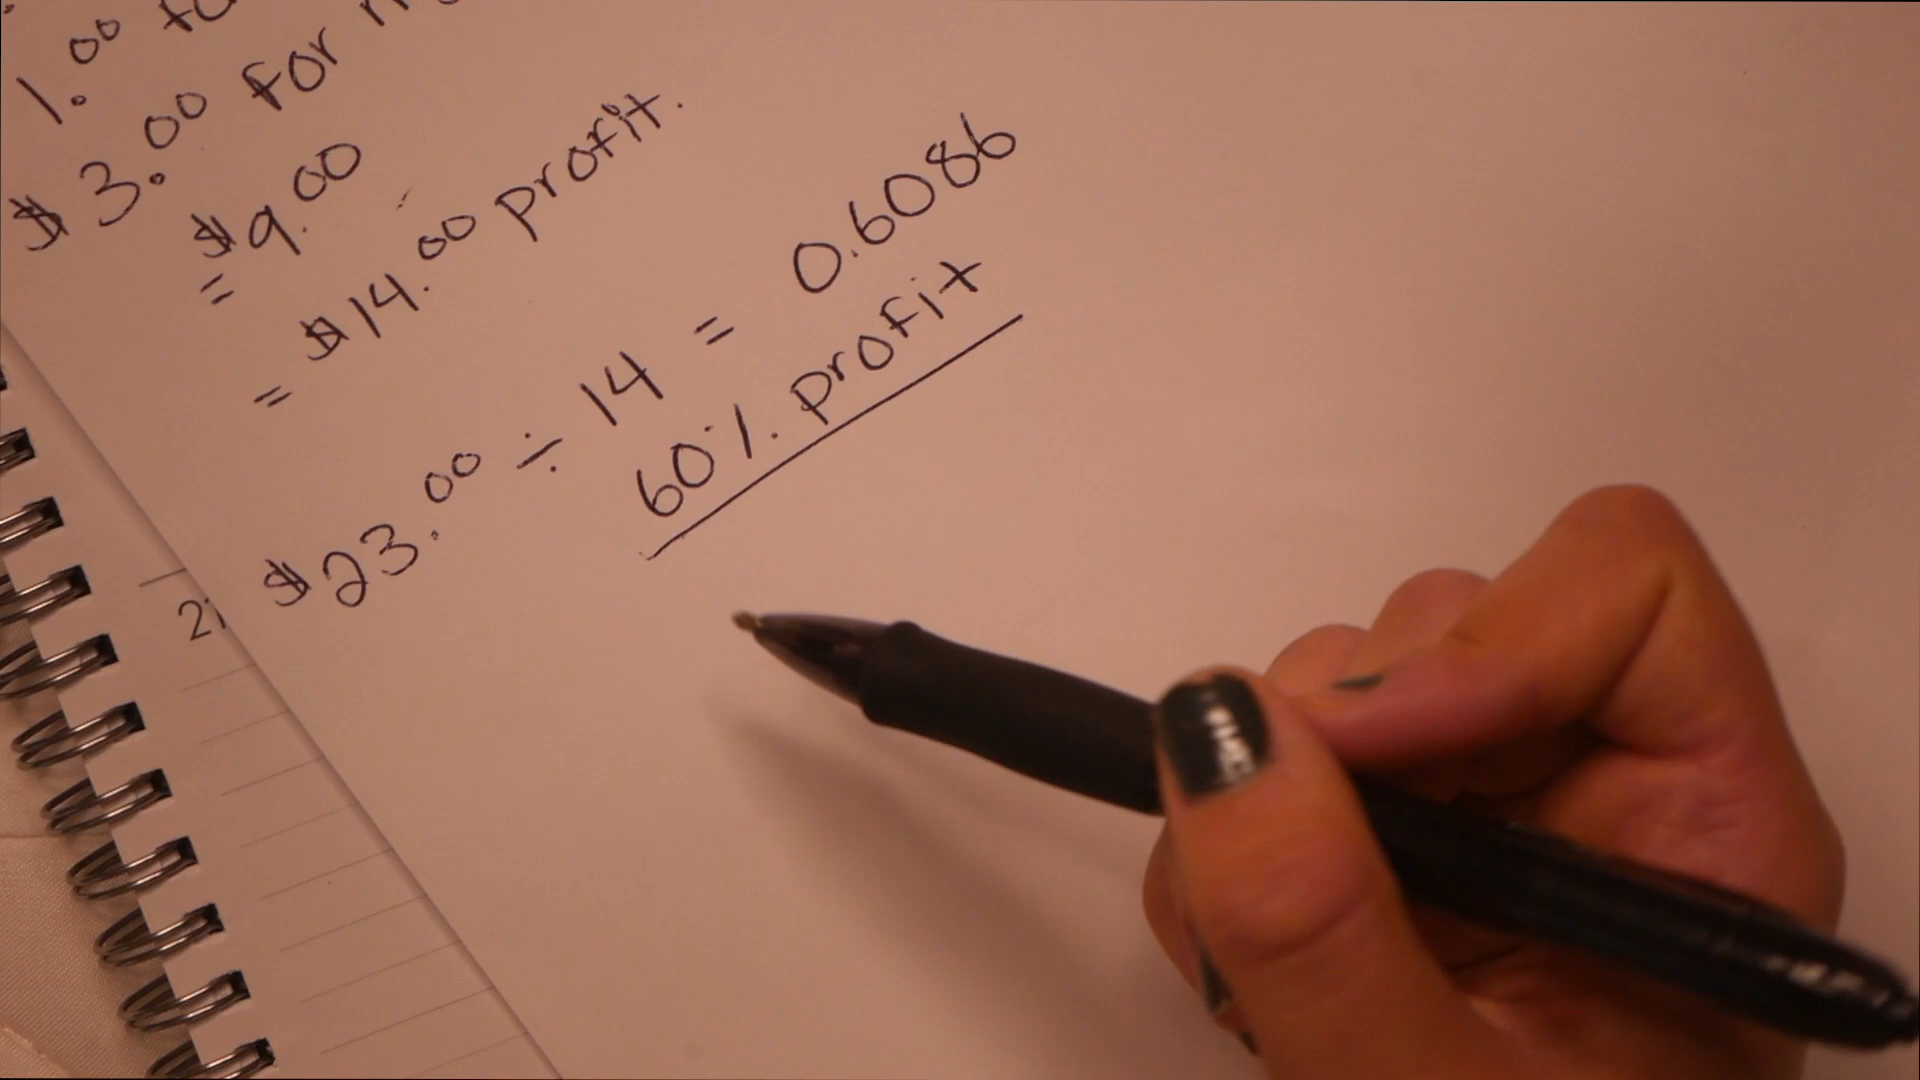 1.00
$3.00 for
$9.00
=
= $14.00 profit.
$23.00 ÷ 14 = 0.6086
60% profit